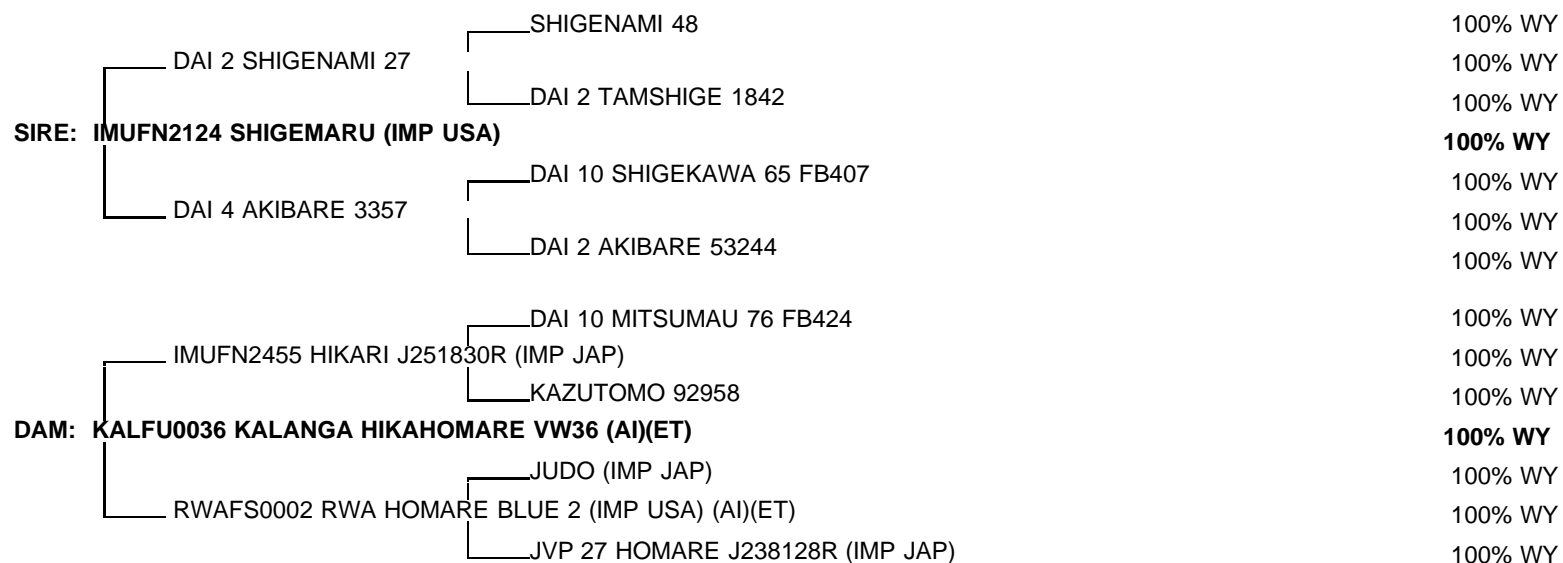 SHIGENAMI 48 100% WY
DAI 2 SHIGENAMI 27 100% WY
DAI 2 TAMSHIGE 1842 100% WY
SIRE: IMUFN2124 SHIGEMARU (IMP USA) 100% WY
DAI 10 SHIGEKAWA 65 FB407 100% WY
DAI 4 AKIBARE 3357 100% WY
DAI 2 AKIBARE 53244 100% WY
DAI 10 MITSUMAU 76 FB424 100% WY
IMUFN2455 HIKARI J251830R (IMP JAP) 100% WY
KAZUTOMO 92958 100% WY
DAM: KALFU0036 KALANGA HIKAHOMARE VW36 (AI)(ET) 100% WY
JUDO (IMP JAP) 100% WY
RWAFS0002 RWA HOMARE BLUE 2 (IMP USA) (AI)(ET) 100% WY
JVP 27 HOMARE J238128R (IMP JAP) 100% WY